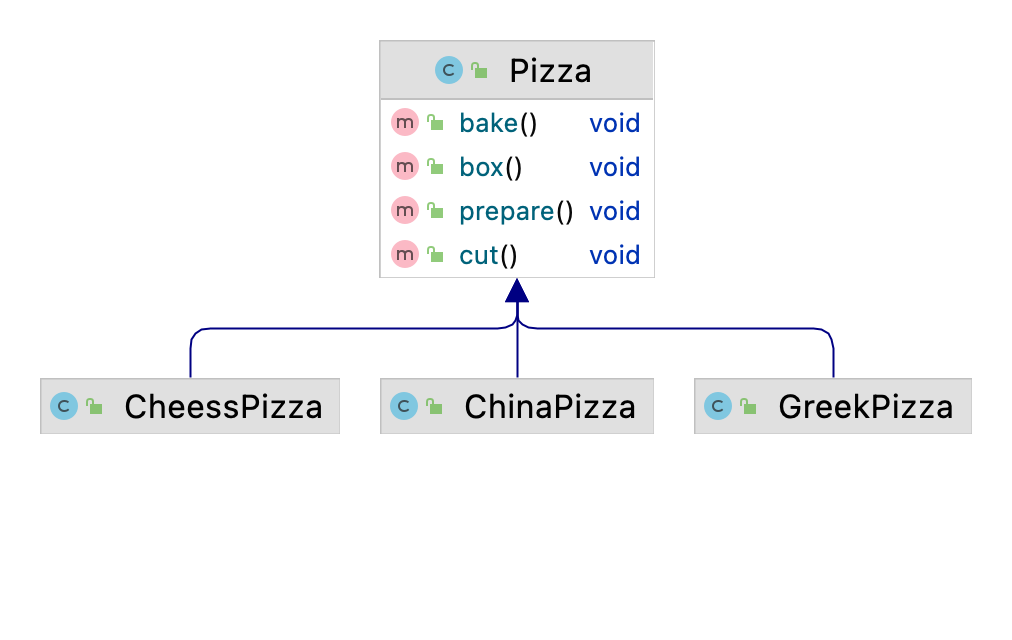 C Pizza
m bake() void
m box() void
m prepare() void
m cut() void
C CheessPizza
C ChinaPizza
C GreekPizza